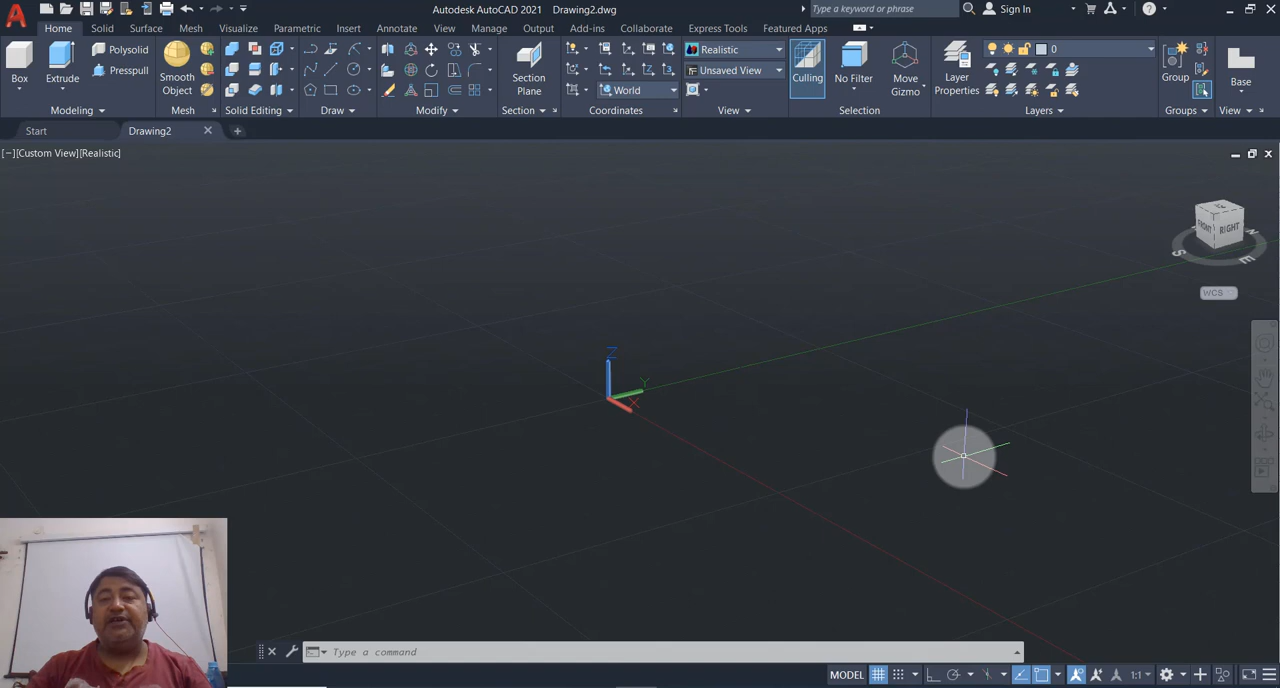 Autodesk AutoCAD 2021 Drawing2.dwg
Type a keyword or phrase
Sign In
Home Solid Surface Mesh Visualize Parametric Insert Annotate View Manage Output Add-ins Collaborate Express Tools Featured Apps
Box
Extrude
Polysolid
Presspull
Modeling
Smooth
Object
Mesh
Solid Editing
Draw
Modify
Section
Plane
Section
World
Coordinates
Realistic
Unsaved View
View
Culling
No Filter
Move
Gizmo
Selection
Layer
Properties
0
Layers
Group
Groups
Base
View
Start Drawing2
[−][Custom View][Realistic]
FRONT RIGHT
S E N
WCS
Z
Y
X
Type a command
MODEL
1:1